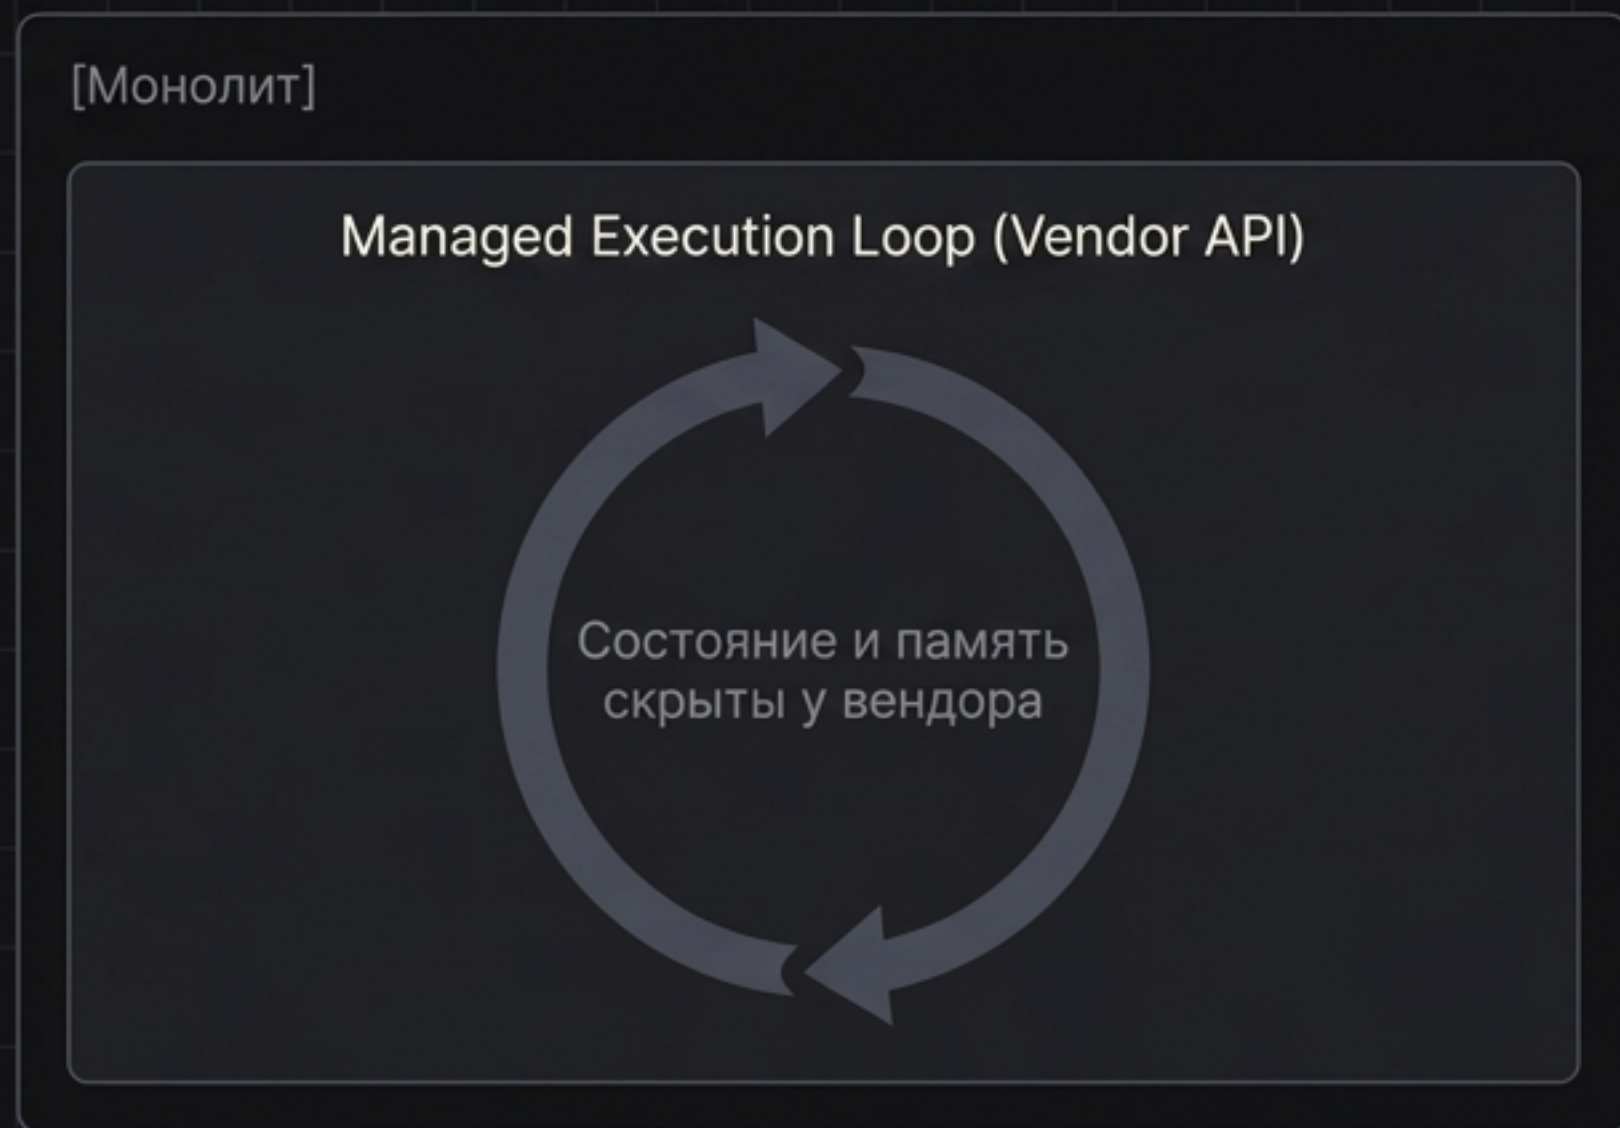 [Монолит]
Managed Execution Loop (Vendor API)
Состояние и память
скрыты у вендора